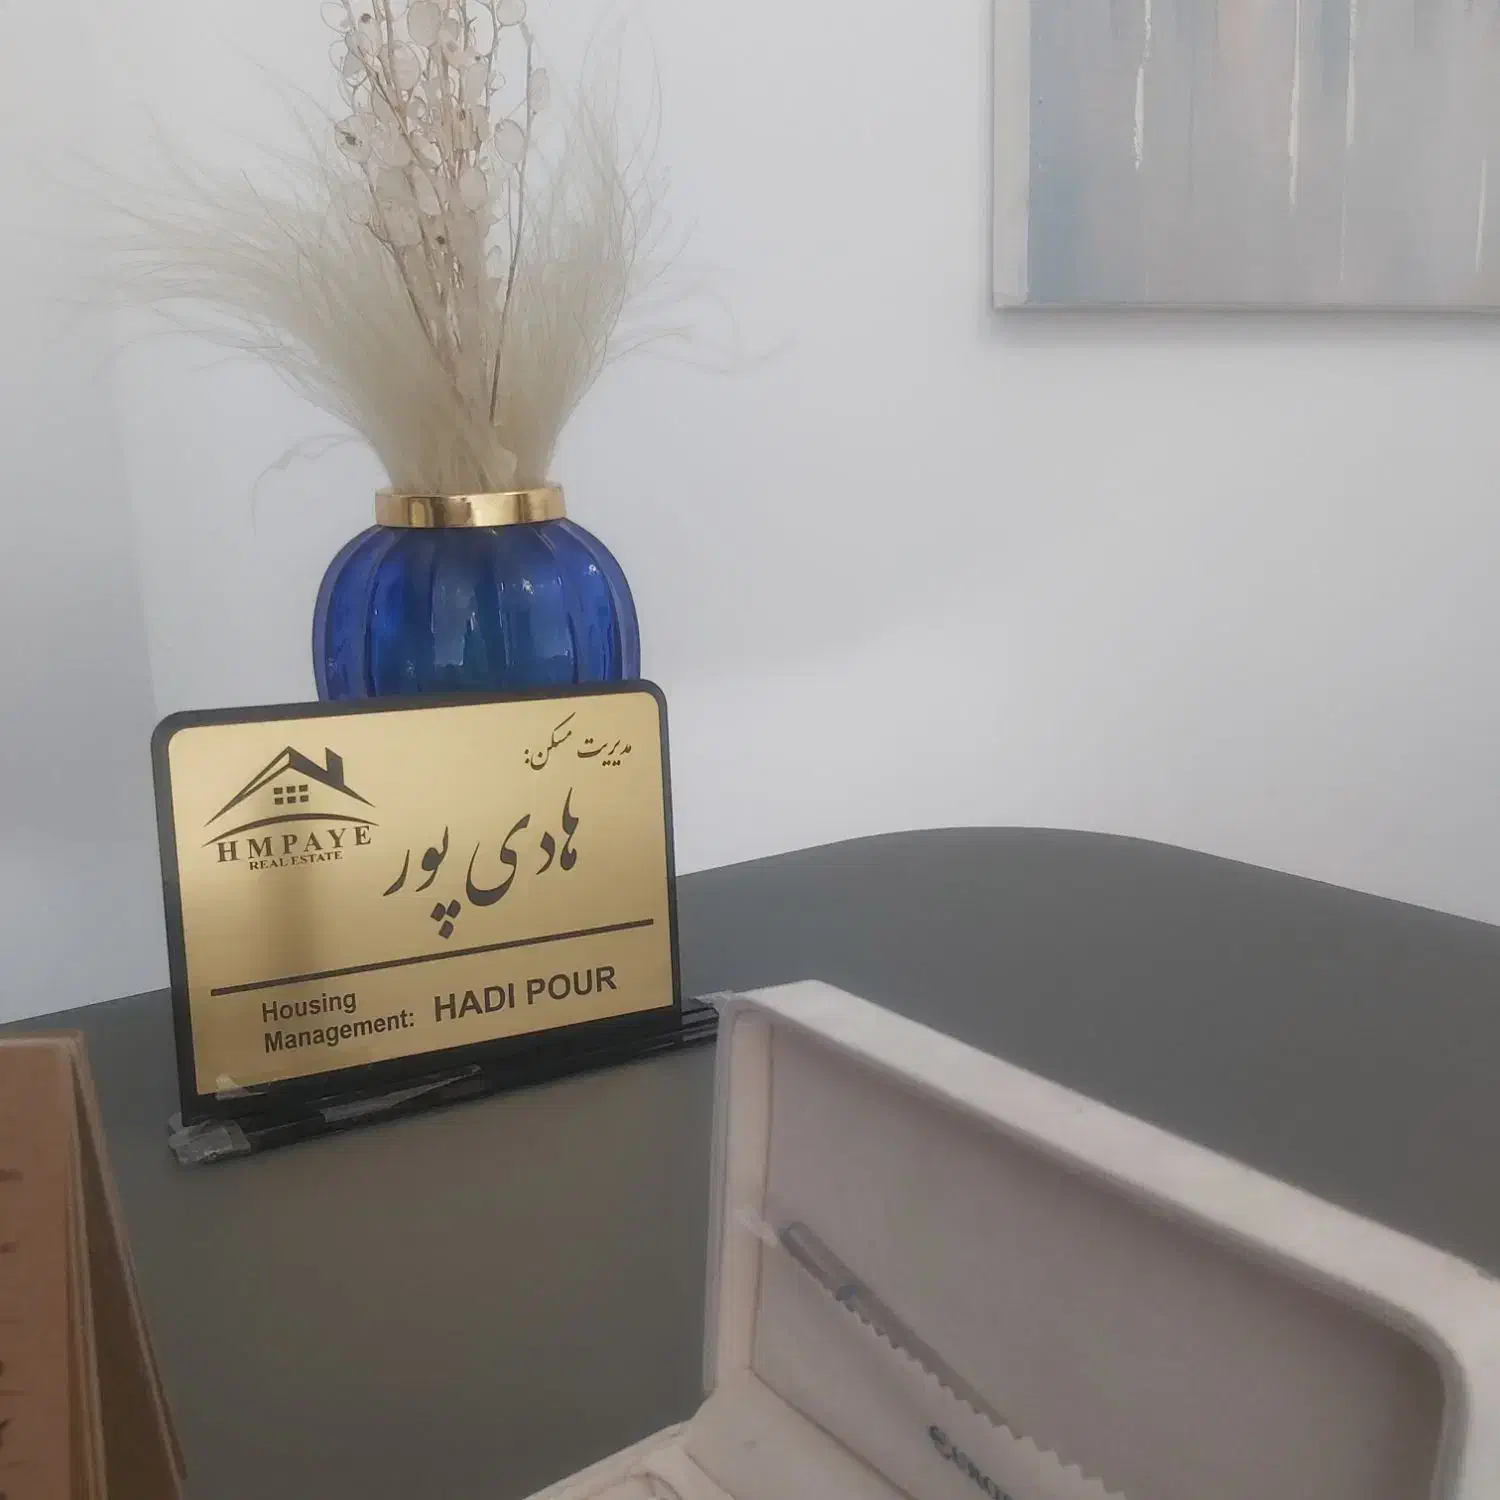 مدیریت مسکن:
HMPAYE
REAL ESTATE
هادی پور
Housing
Management:
HADI POUR